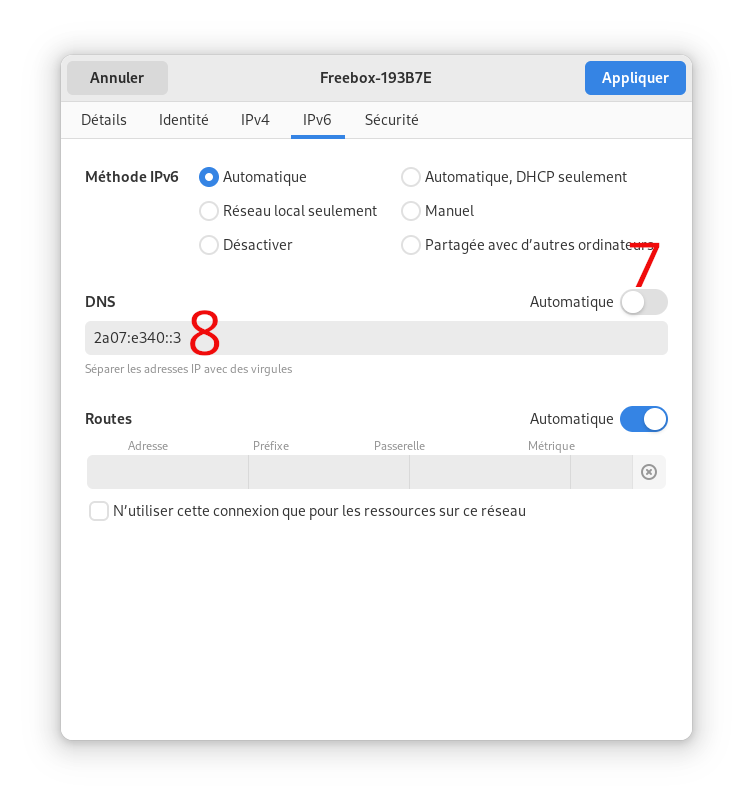 Annuler Freebox-193B7E Appliquer
Détails Identité IPv4 IPv6 Sécurité
Méthode IPv6 Automatique Automatique, DHCP seulement
Réseau local seulement Manuel
Désactiver Partagée avec d’autres ordinateurs
7
DNS Automatique
2a07:e340::3 8
Séparer les adresses IP avec des virgules
Routes Automatique
Adresse Préfixe Passerelle Métrique
N’utiliser cette connexion que pour les ressources sur ce réseau